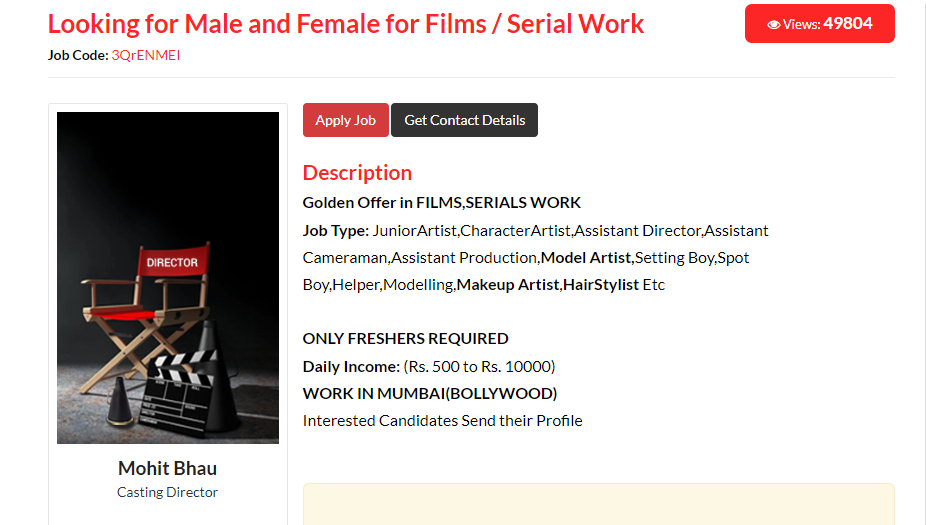 Looking for Male and Female for Films / Serial Work
Views: 49804
Job Code: 3QrENMEI
Apply Job
Get Contact Details
DIRECTOR
Description
Golden Offer in FILMS,SERIALS WORK
Job Type: JuniorArtist,CharacterArtist,Assistant Director,Assistant
Cameraman,Assistant Production,Model Artist,Setting Boy,Spot
Boy,Helper,Modelling,Makeup Artist,HairStylist Etc
ONLY FRESHERS REQUIRED
Daily Income: (Rs. 500 to Rs. 10000)
WORK IN MUMBAI(BOLLYWOOD)
Interested Candidates Send their Profile
Mohit Bhau
Casting Director